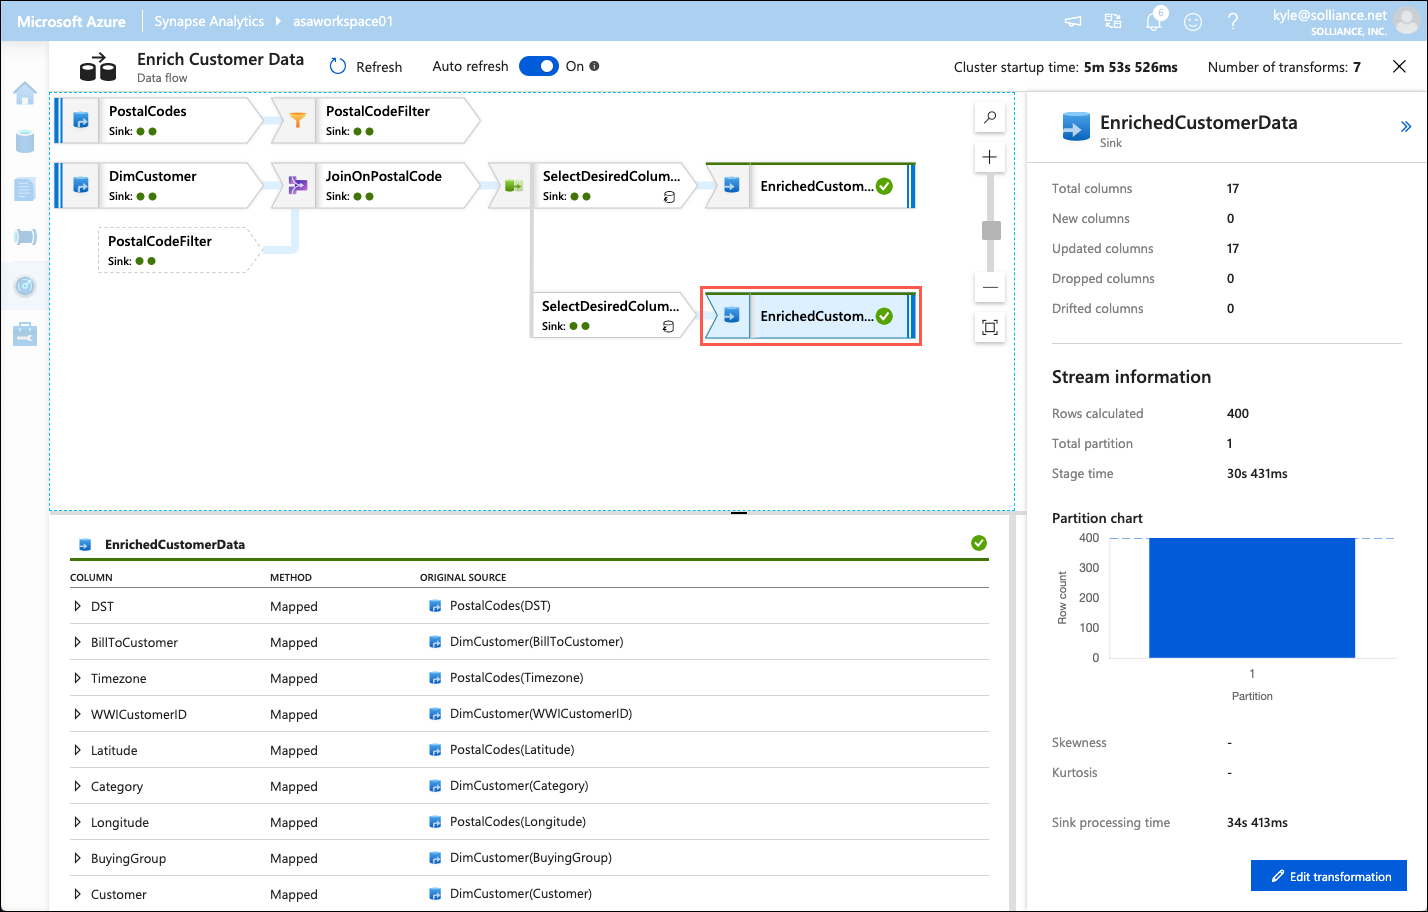 Microsoft Azure
Synapse Analytics
asaworkspace01
6
kyle@solliance.net
SOLLIANCE, INC.
Enrich Customer Data
Data flow
Refresh
Auto refresh
On
Cluster startup time: 5m 53s 526ms
Number of transforms: 7
PostalCodes
Sink:
PostalCodeFilter
Sink:
DimCustomer
Sink:
JoinOnPostalCode
Sink:
SelectDesiredColum...
Sink:
EnrichedCustom...
PostalCodeFilter
Sink:
SelectDesiredColum...
Sink:
EnrichedCustom...
EnrichedCustomerData
Sink
Total columns 17
New columns 0
Updated columns 17
Dropped columns 0
Drifted columns 0
Stream information
Rows calculated 400
Total partition 1
Stage time 30s 431ms
Partition chart
400
300
200
100
0
Row count
1
Partition
Skewness -
Kurtosis -
Sink processing time 34s 413ms
Edit transformation
EnrichedCustomerData
COLUMN METHOD ORIGINAL SOURCE
DST Mapped PostalCodes(DST)
BillToCustomer Mapped DimCustomer(BillToCustomer)
Timezone Mapped PostalCodes(Timezone)
WWICustomerID Mapped DimCustomer(WWICustomerID)
Latitude Mapped PostalCodes(Latitude)
Category Mapped DimCustomer(Category)
Longitude Mapped PostalCodes(Longitude)
BuyingGroup Mapped DimCustomer(BuyingGroup)
Customer Mapped DimCustomer(Customer)